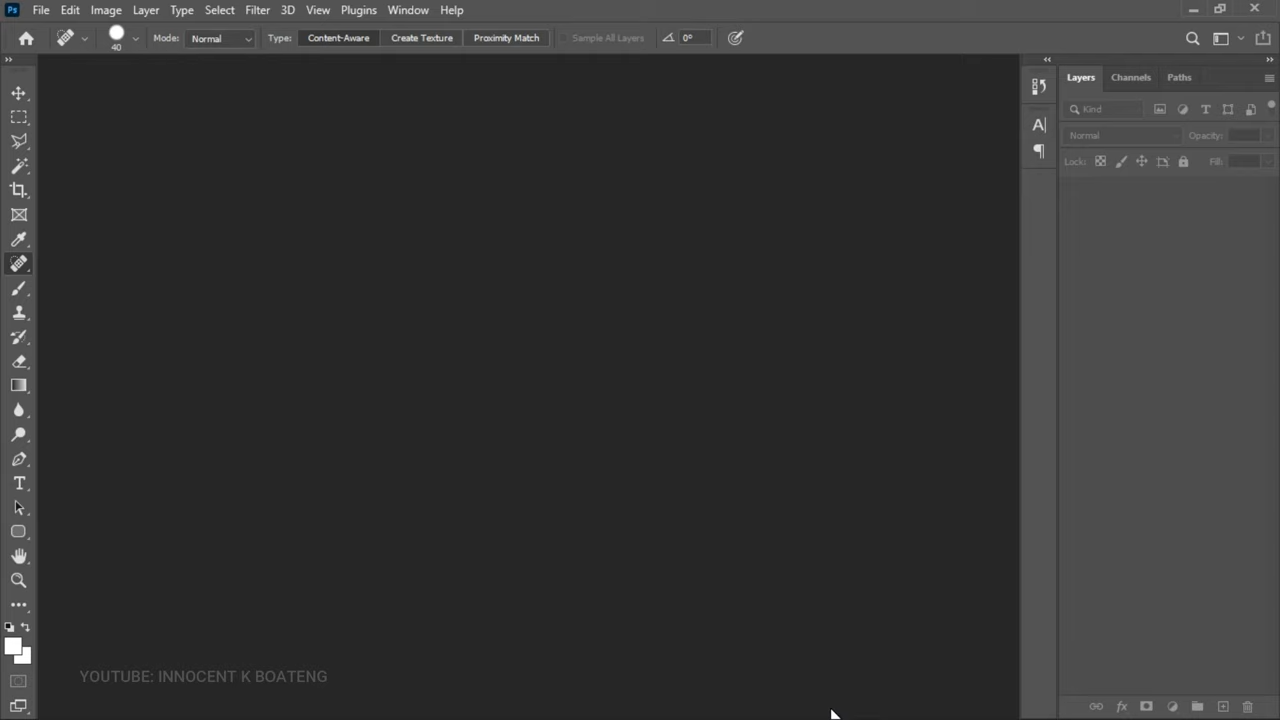 Ps File Edit Image Layer Type Select Filter 3D View Plugins Window Help
40 Mode: Normal Type: Content-Aware Create Texture Proximity Match Sample All Layers 0°
Layers Channels Paths
Kind
Normal Opacity:
Lock: Fill:
YOUTUBE: INNOCENT K BOATENG